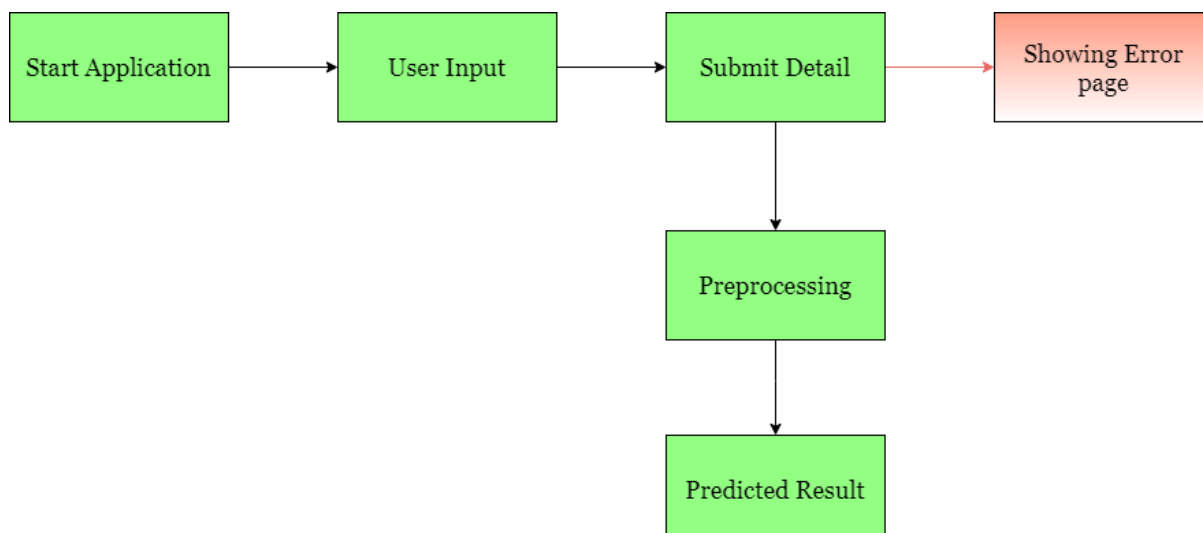 Start Application
User Input
Submit Detail
Showing Error
page
Preprocessing
Predicted Result